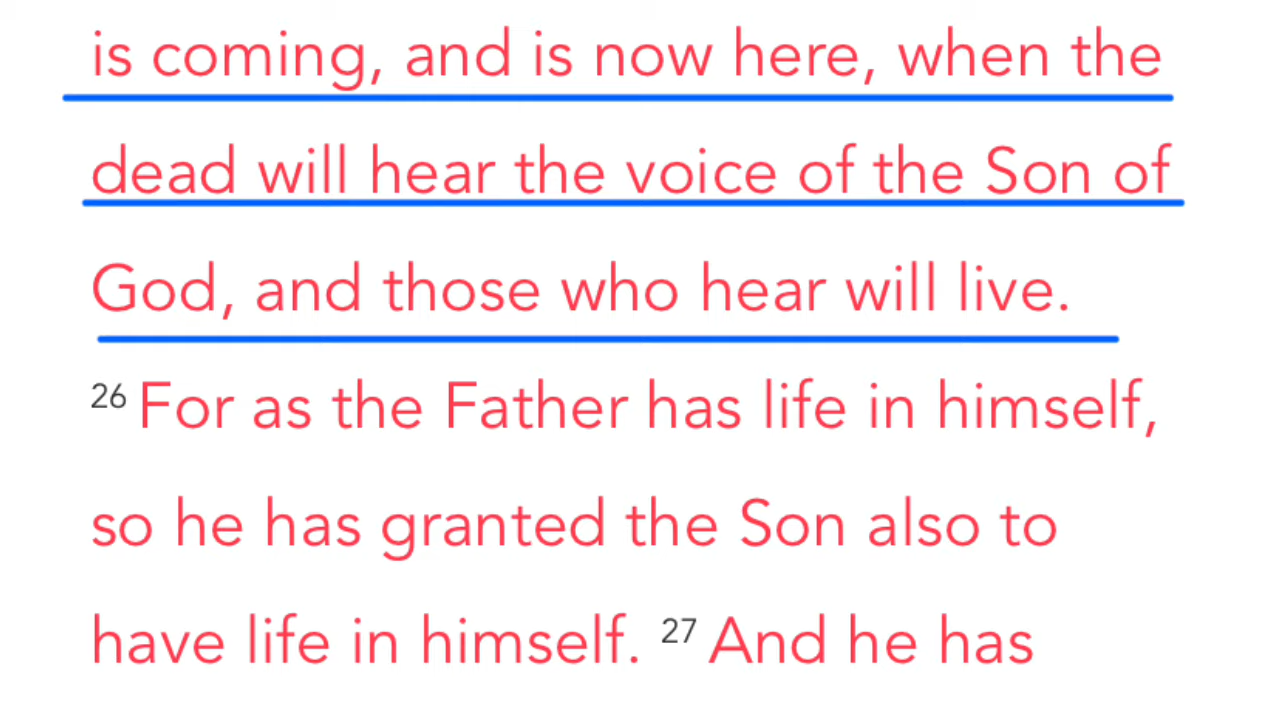 is coming, and is now here, when the
dead will hear the voice of the Son of
God, and those who hear will live.
26 For as the Father has life in himself,
so he has granted the Son also to
have life in himself. 27 And he has